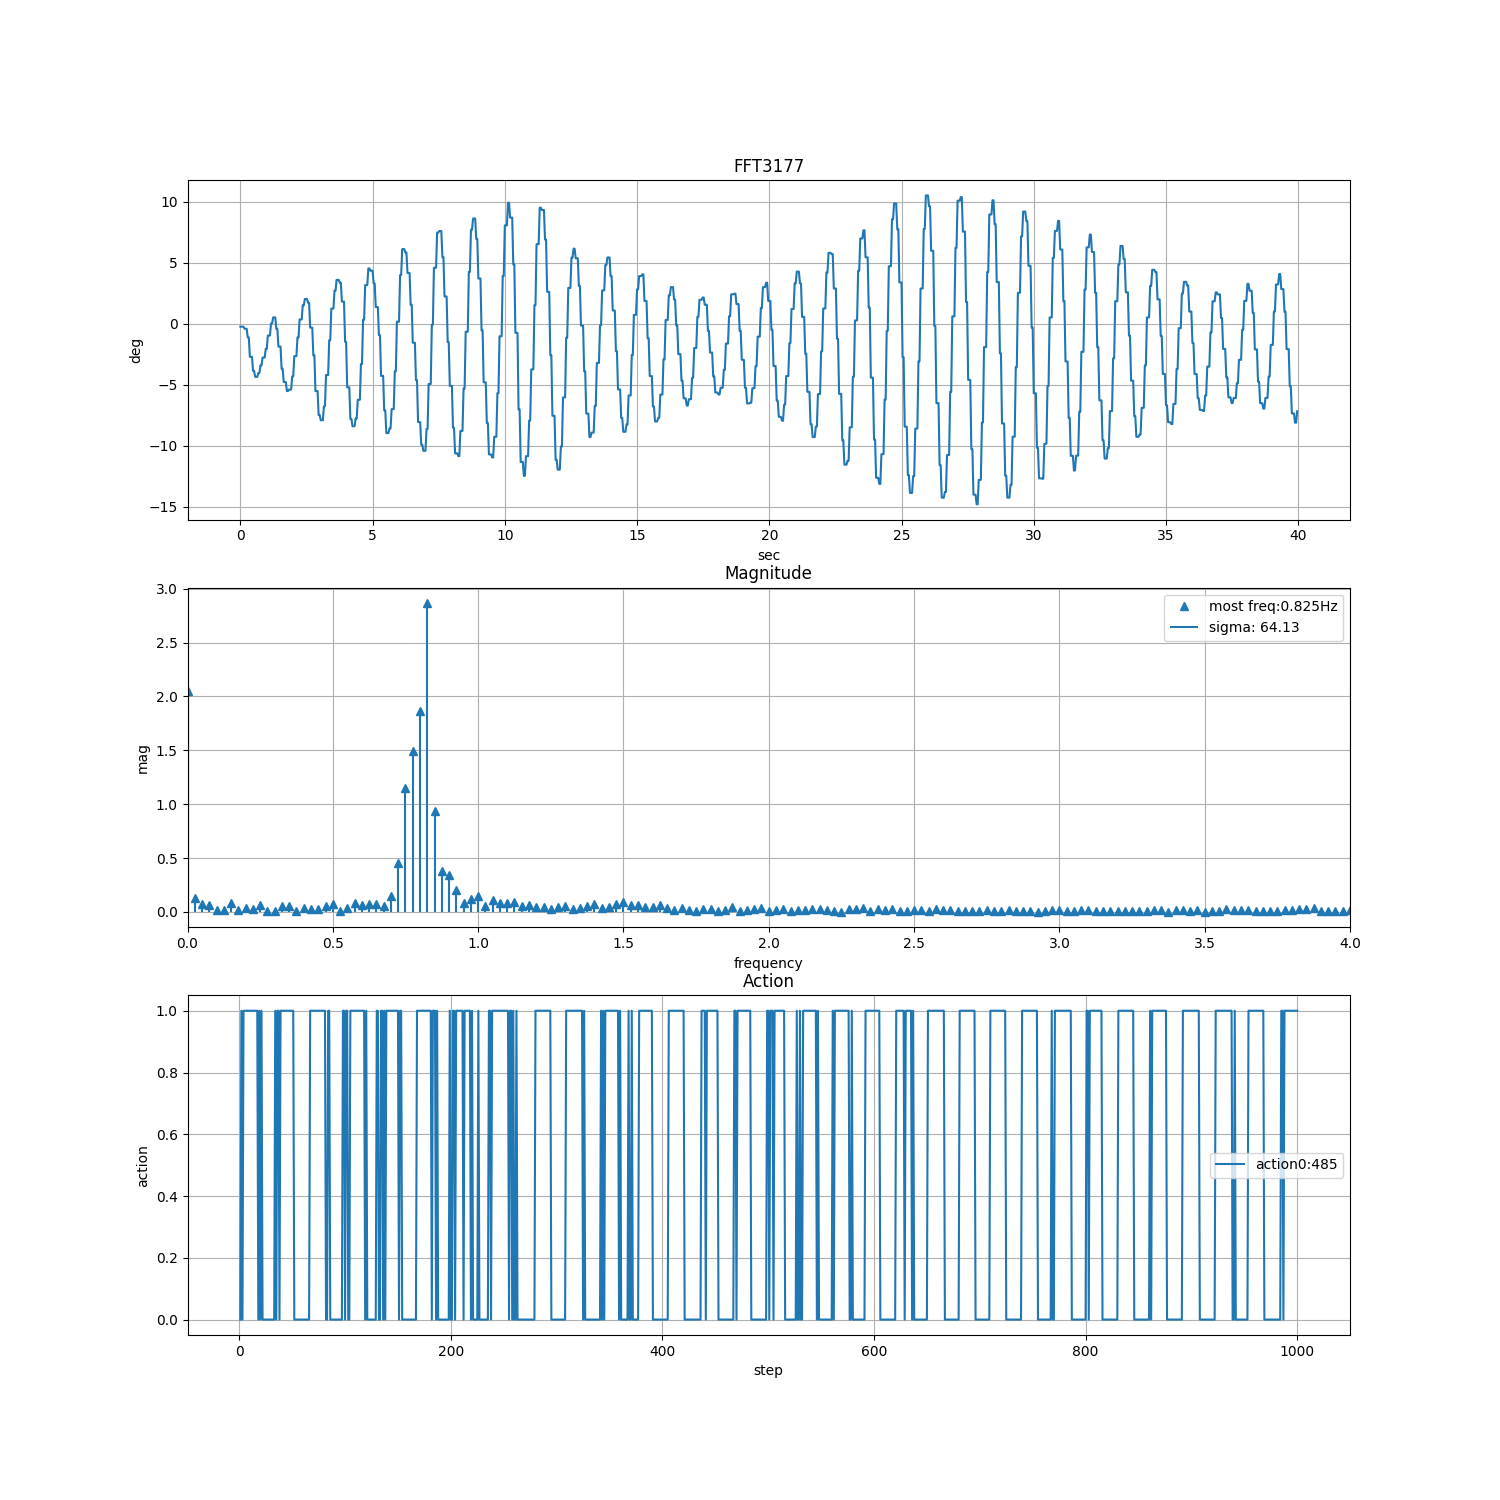 FFT3177
10
5
0
−5
−10
−15
deg
0 5 10 15 20 25 30 35 40
sec
Magnitude
3.0
2.5
2.0
1.5
1.0
0.5
0.0
mag
most freq:0.825Hz
sigma: 64.13
0.0 0.5 1.0 1.5 2.0 2.5 3.0 3.5 4.0
frequency
Action
1.0
0.8
0.6
0.4
0.2
0.0
action
action0:485
0 200 400 600 800 1000
step